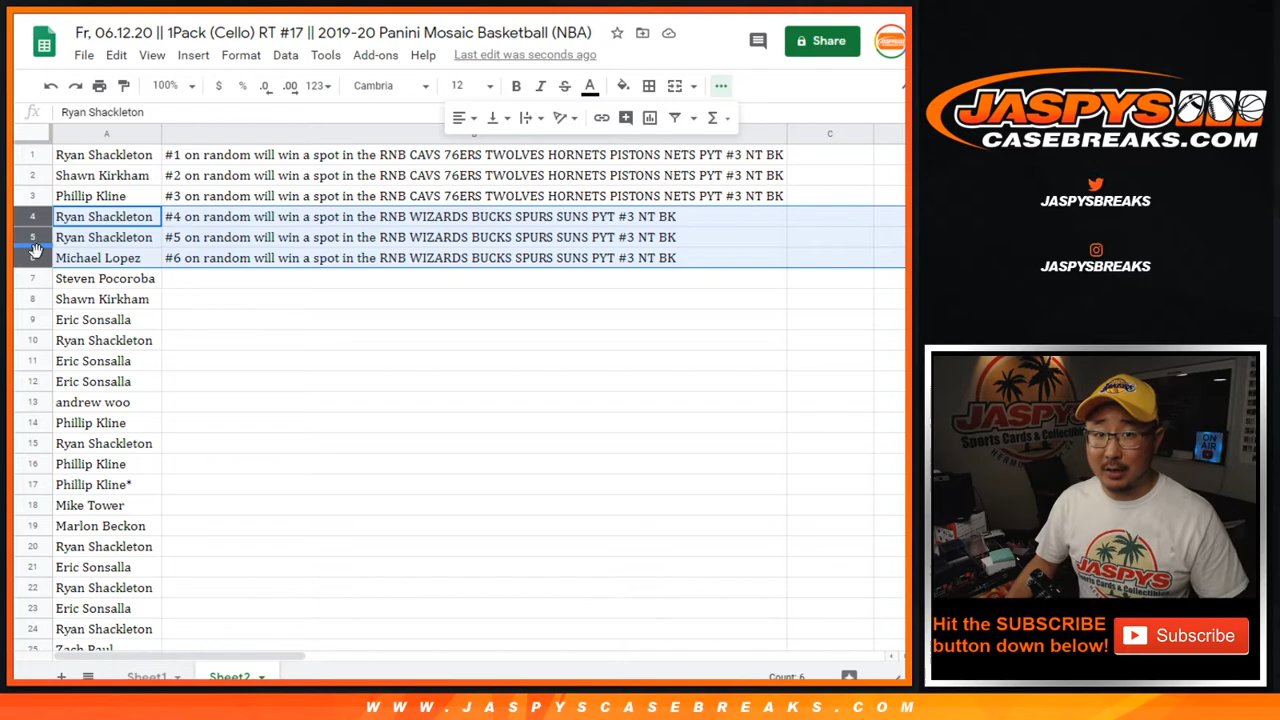 Fr, 06.12.20 || 1Pack (Cello) RT #17 || 2019-20 Panini Mosaic Basketball (NBA)
File Edit View Insert Format Data Tools Add-ons Help Last edit was seconds ago
Share
100% $ % .0 .00 123 Cambria 12 B I S A
fx Ryan Shackleton
A C
1 Ryan Shackleton #1 on random will win a spot in the RNB CAVS 76ERS TWOLVES HORNETS PISTONS NETS PYT #3 NT BK
2 Shawn Kirkham #2 on random will win a spot in the RNB CAVS 76ERS TWOLVES HORNETS PISTONS NETS PYT #3 NT BK
3 Phillip Kline #3 on random will win a spot in the RNB CAVS 76ERS TWOLVES HORNETS PISTONS NETS PYT #3 NT BK
4 Ryan Shackleton #4 on random will win a spot in the RNB WIZARDS BUCKS SPURS SUNS PYT #3 NT BK
5 Ryan Shackleton #5 on random will win a spot in the RNB WIZARDS BUCKS SPURS SUNS PYT #3 NT BK
Michael Lopez #6 on random will win a spot in the RNB WIZARDS BUCKS SPURS SUNS PYT #3 NT BK
7 Steven Pocoroba
8 Shawn Kirkham
9 Eric Sonsalla
10 Ryan Shackleton
11 Eric Sonsalla
12 Eric Sonsalla
13 andrew woo
14 Phillip Kline
15 Ryan Shackleton
16 Phillip Kline
17 Phillip Kline*
18 Mike Tower
19 Marlon Beckon
20 Ryan Shackleton
21 Eric Sonsalla
22 Ryan Shackleton
23 Eric Sonsalla
24 Ryan Shackleton
25 Zach Paul
Sheet1 Sheet2 Count: 6
JASPYS
CASEBREAKS.COM
JASPYSBREAKS
JASPYSBREAKS
JASPYS
Sports Cards & Collectibles
ON AIR
JASPYS
Hit the SUBSCRIBE
button down below!
Subscribe
WWW.JASPYSCASEBREAKS.COM